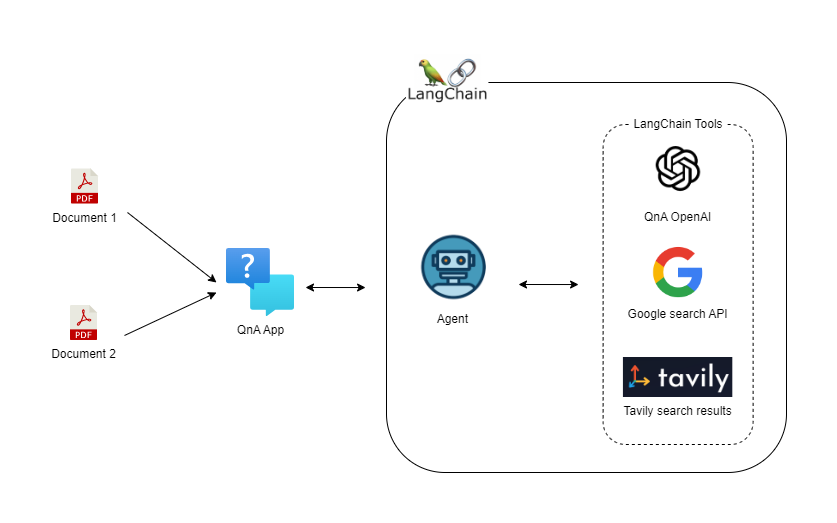 LangChain
LangChain Tools
PDF
Document 1
QnA OpenAI
?
QnA App
Agent
Google search API
PDF
Document 2
tavily
Tavily search results